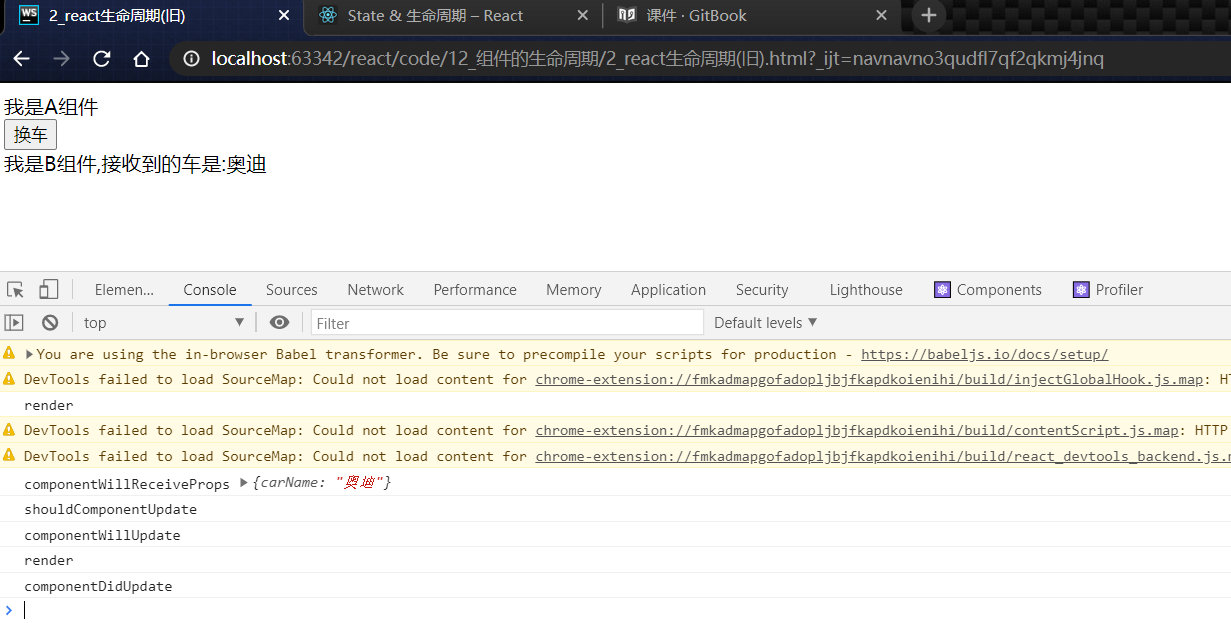 WS 2_react生命周期(旧) State & 生命周期 – React 课件 · GitBook
localhost:63342/react/code/12_组件的生命周期/2_react生命周期(旧).html?_ijt=navnavno3qudfl7qf2qkmj4jnq
我是A组件
换车
我是B组件,接收到的车是:奥迪
Elemen... Console Sources Network Performance Memory Application Security Lighthouse Components Profiler
top Filter Default levels
You are using the in-browser Babel transformer. Be sure to precompile your scripts for production - https://babeljs.io/docs/setup/
DevTools failed to load SourceMap: Could not load content for chrome-extension://fmkadmapgofadopljbjfkapdkoienihi/build/injectGlobalHook.js.map: HT
render
DevTools failed to load SourceMap: Could not load content for chrome-extension://fmkadmapgofadopljbjfkapdkoienihi/build/contentScript.js.map: HTTP
DevTools failed to load SourceMap: Could not load content for chrome-extension://fmkadmapgofadopljbjfkapdkoienihi/build/react_devtools_backend.js.m
componentWillReceiveProps {carName: "奥迪"}
shouldComponentUpdate
componentWillUpdate
render
componentDidUpdate